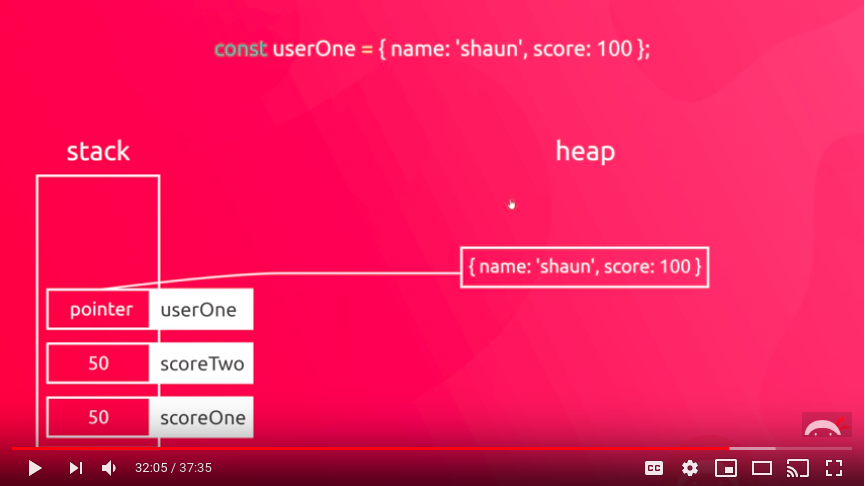 const userOne = { name: 'shaun', score: 100 };
stack
heap
{ name: 'shaun', score: 100 }
pointer userOne
50 scoreTwo
50 scoreOne
32:05 / 37:35
CC